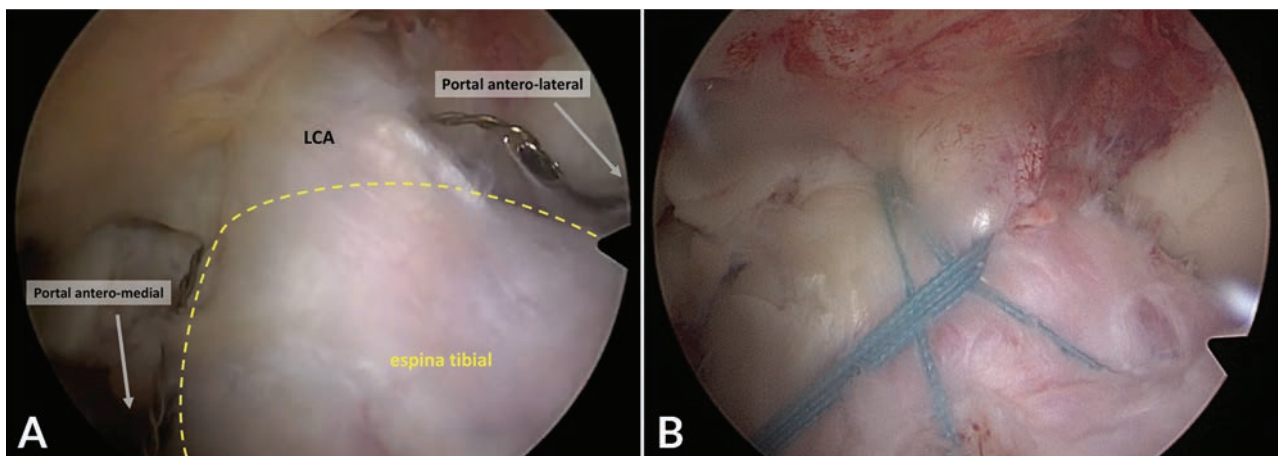 Portal antero-lateral
LCA
Portal antero-medial
espina tibial
A
B